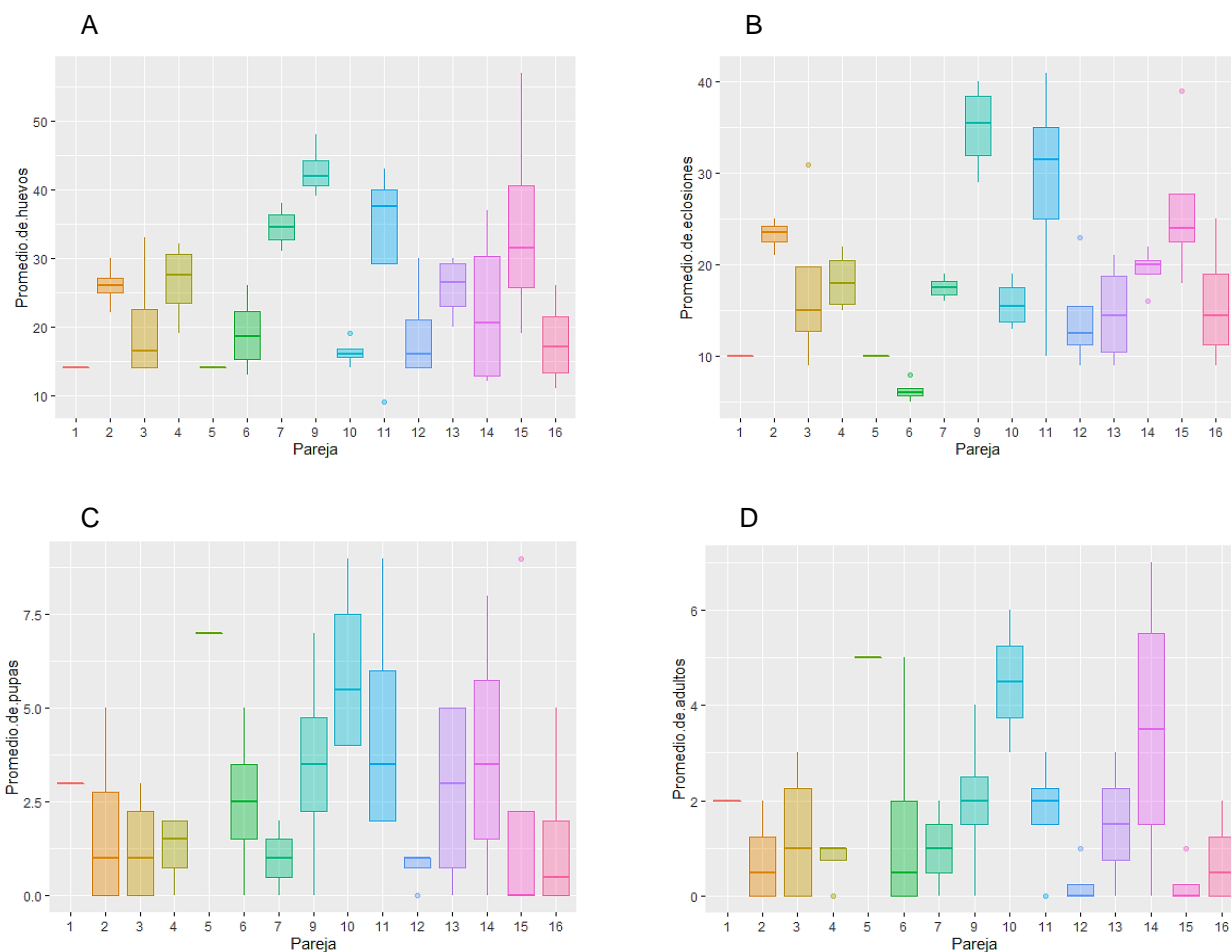 A
Promedio.de.huevos
50
40
30
20
10
1 2 3 4 5 6 7 9 10 11 12 13 14 15 16
Pareja
B
Promedio.de.eclosiones
40
30
20
10
1 2 3 4 5 6 7 9 10 11 12 13 14 15 16
Pareja
C
Promedio.de.pupas
7.5
5.0
2.5
0.0
1 2 3 4 5 6 7 9 10 11 12 13 14 15 16
Pareja
D
Promedio.de.adultos
6
4
2
0
1 2 3 4 5 6 7 9 10 11 12 13 14 15 16
Pareja